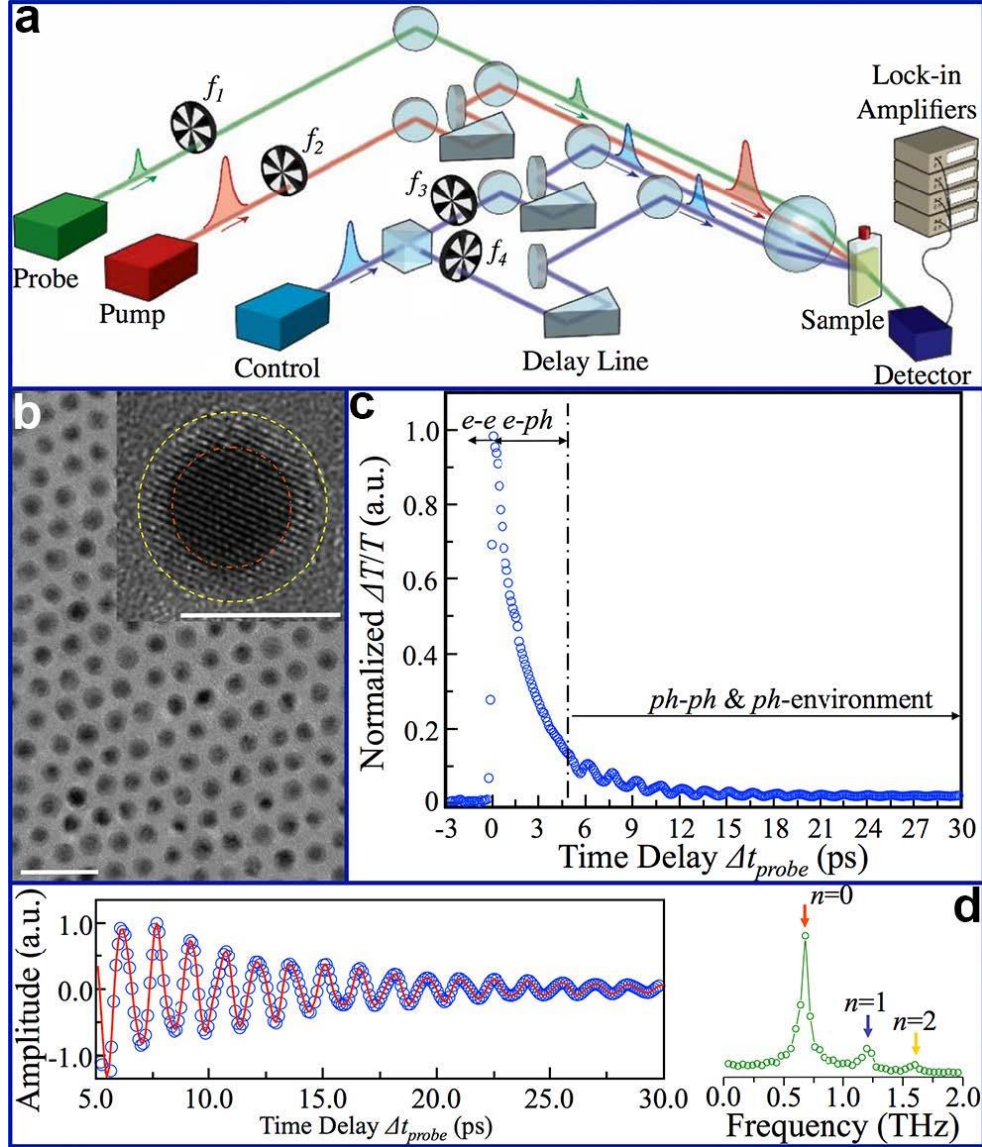 a
f1
f2
f3
f4
Lock-in
Amplifiers
Probe
Pump
Control
Delay Line
Sample
Detector
b
c
e-e e-ph
ph-ph & ph-environment
Normalized ΔT/T (a.u.)
1.0
0.8
0.6
0.4
0.2
0
-3 0 3 6 9 12 15 18 21 24 27 30
Time Delay Δtprobe (ps)
Amplitude (a.u.)
1.0
0.0
-1.0
5.0 10.0 15.0 20.0 25.0 30.0
Time Delay Δtprobe (ps)
d
n=0
n=1
n=2
0.0 0.5 1.0 1.5 2.0
Frequency (THz)